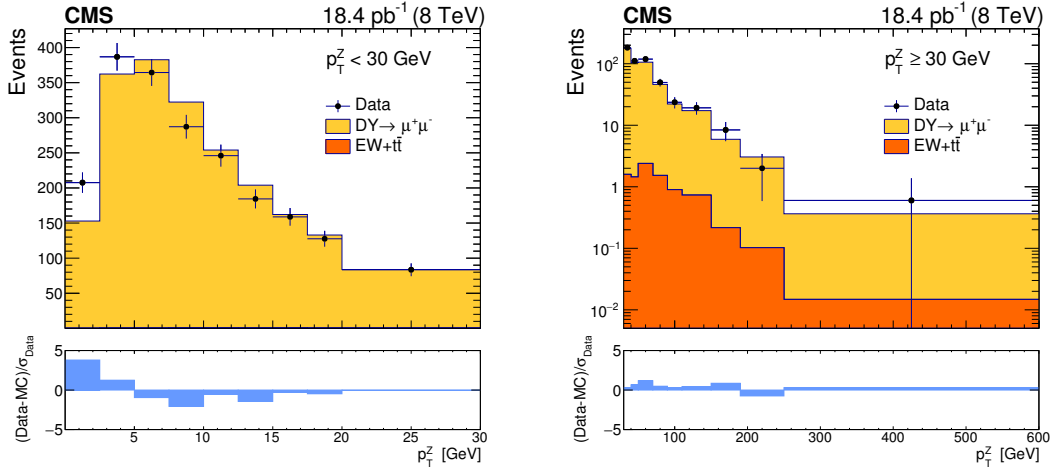 CMS 18.4 pb⁻¹ (8 TeV)
Events
p_T^Z < 30 GeV
Data
DY→ μ⁺μ⁻
EW+tt̄
400
350
300
250
200
150
100
50
0
(Data-MC)/σ_Data
5
0
−5
5 10 15 20 25 30
p_T^Z [GeV]
CMS 18.4 pb⁻¹ (8 TeV)
Events
p_T^Z ≥ 30 GeV
Data
DY→ μ⁺μ⁻
EW+tt̄
10²
10
1
10⁻¹
10⁻²
(Data-MC)/σ_Data
5
0
−5
100 200 300 400 500 600
p_T^Z [GeV]